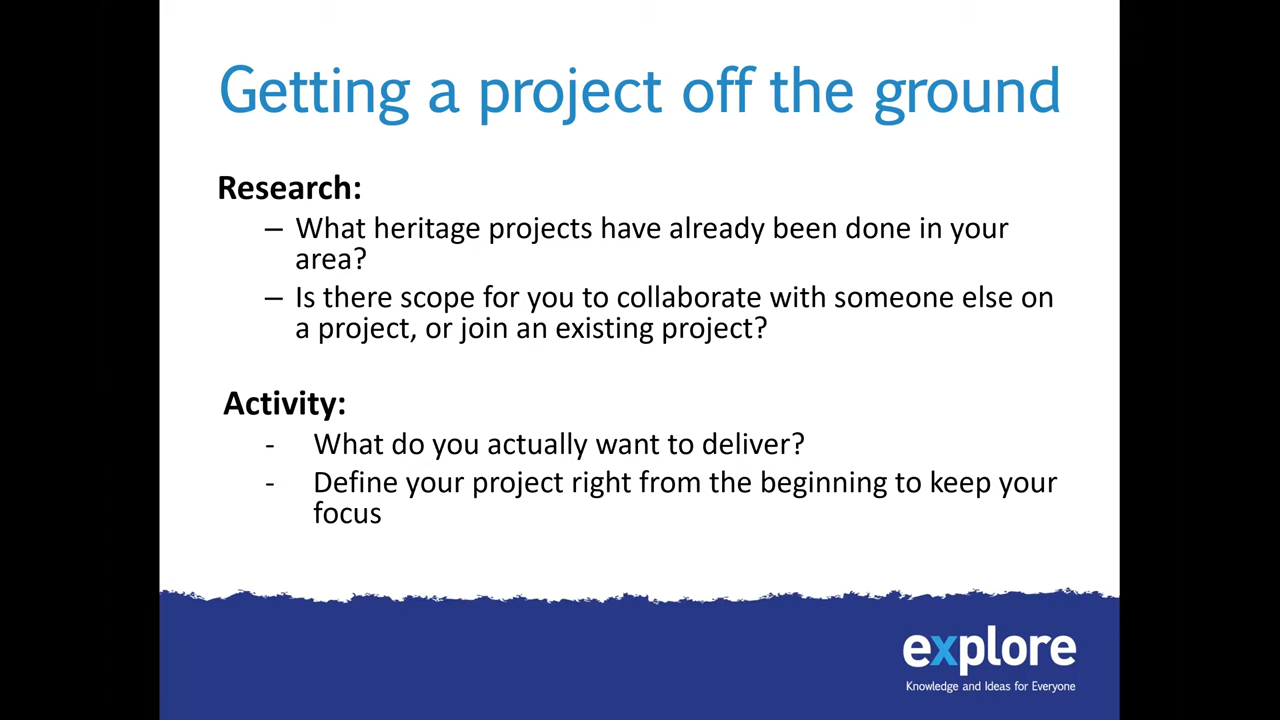 Getting a project off the ground
Research:
– What heritage projects have already been done in your
area?
– Is there scope for you to collaborate with someone else on
a project, or join an existing project?
Activity:
- What do you actually want to deliver?
- Define your project right from the beginning to keep your
focus
explore
Knowledge and Ideas for Everyone